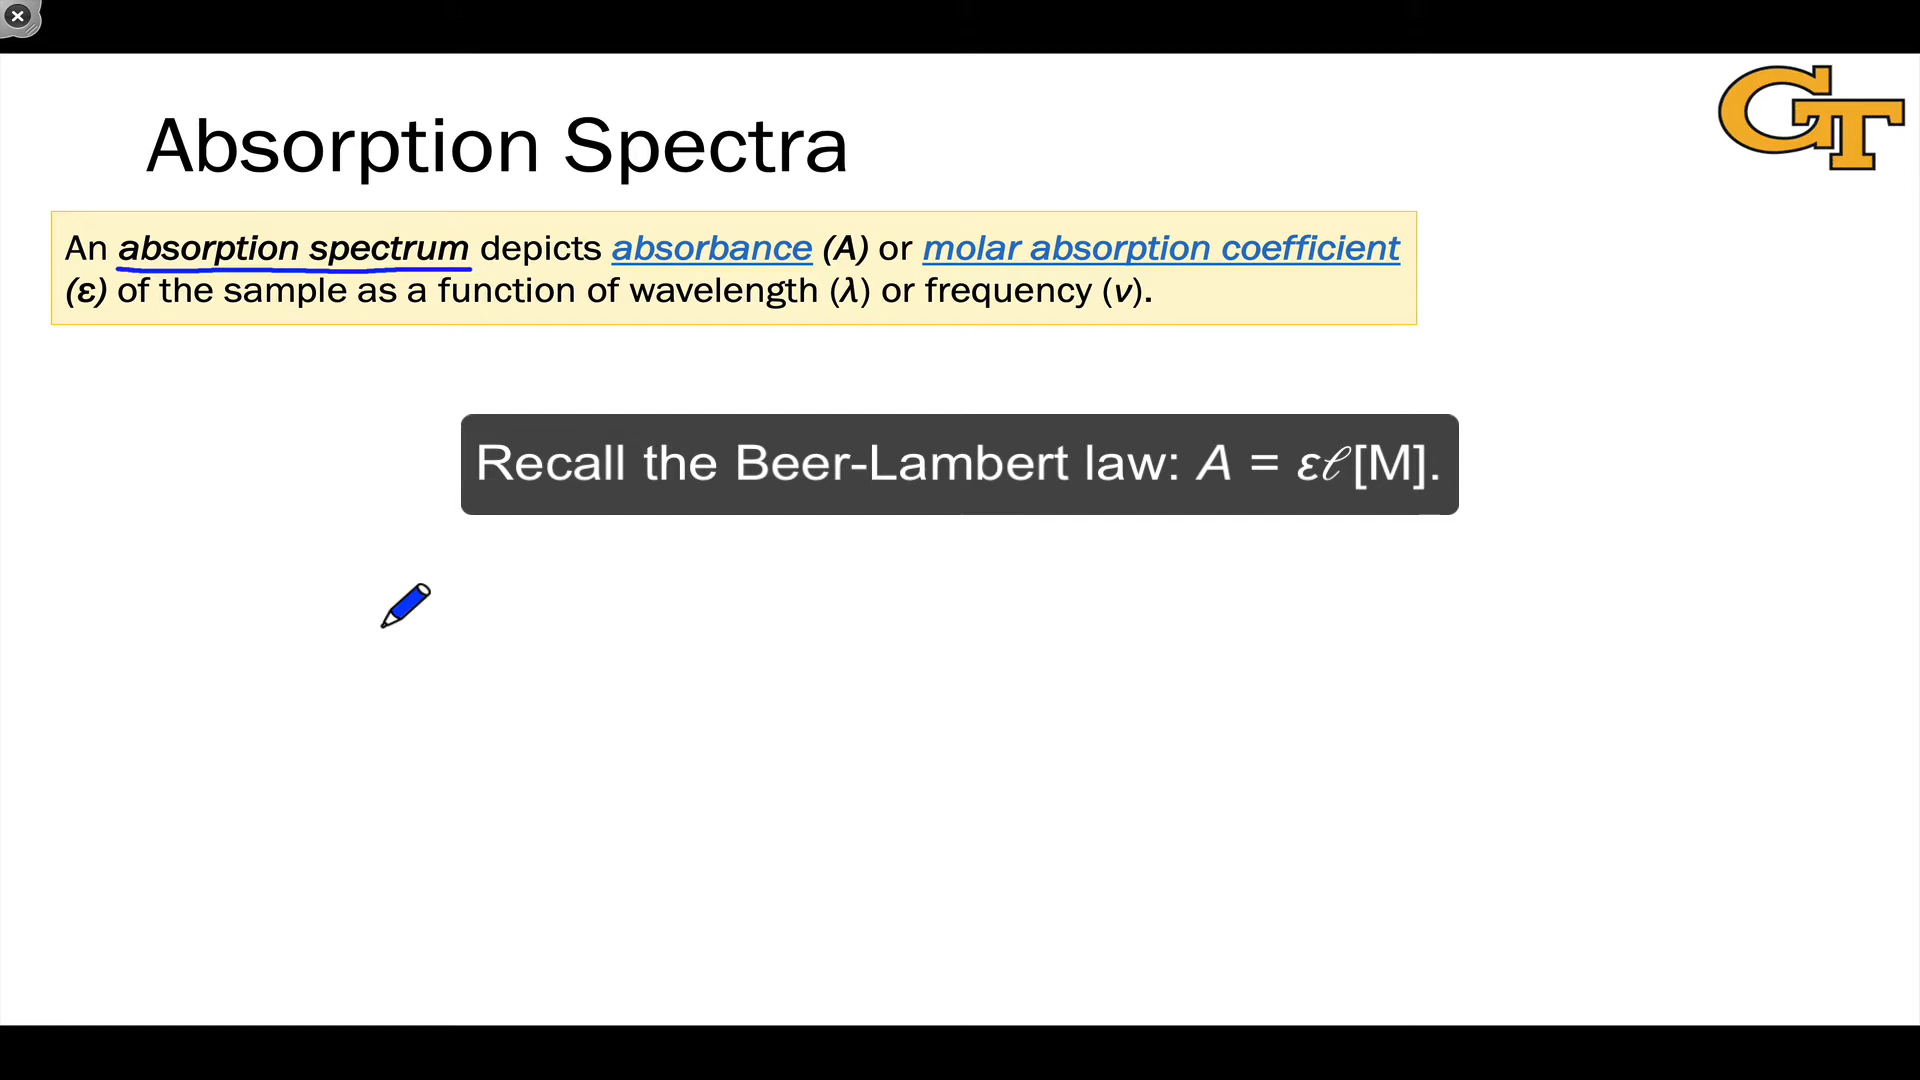 GT
Absorption Spectra
An absorption spectrum depicts absorbance (A) or molar absorption coefficient
(ε) of the sample as a function of wavelength (λ) or frequency (ν).
Recall the Beer-Lambert law: A = εℓ[M].